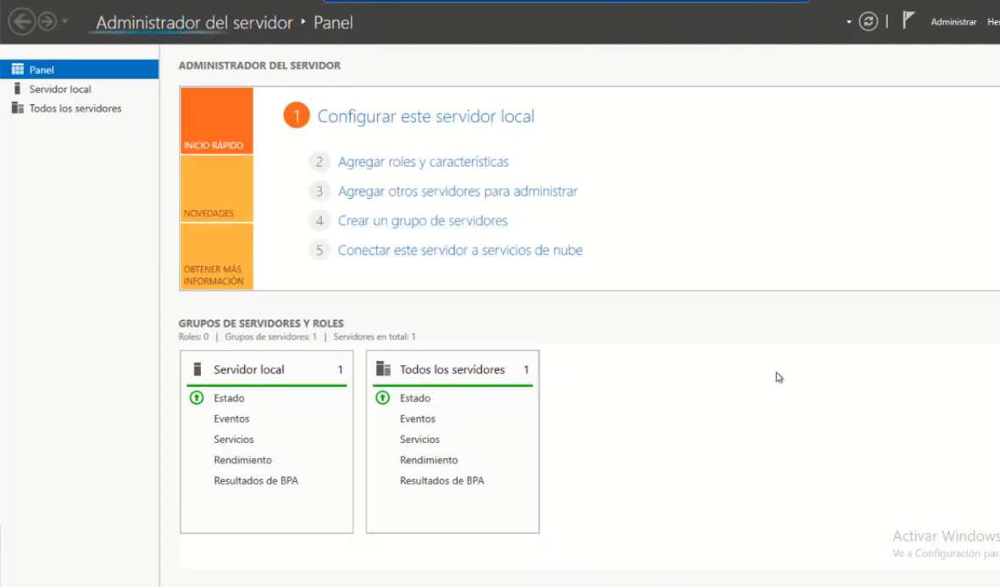 Administrador del servidor ‣ Panel
Administrar
Panel
Servidor local
Todos los servidores
ADMINISTRADOR DEL SERVIDOR
INICIO RÁPIDO
NOVEDADES
OBTENER MÁS
INFORMACIÓN
1 Configurar este servidor local
2 Agregar roles y características
3 Agregar otros servidores para administrar
4 Crear un grupo de servidores
5 Conectar este servidor a servicios de nube
GRUPOS DE SERVIDORES Y ROLES
Roles: 0 | Grupos de servidores: 1 | Servidores en total: 1
Servidor local 1
Estado
Eventos
Servicios
Rendimiento
Resultados de BPA
Todos los servidores 1
Estado
Eventos
Servicios
Rendimiento
Resultados de BPA
Activar Windows
Ve a Configuración